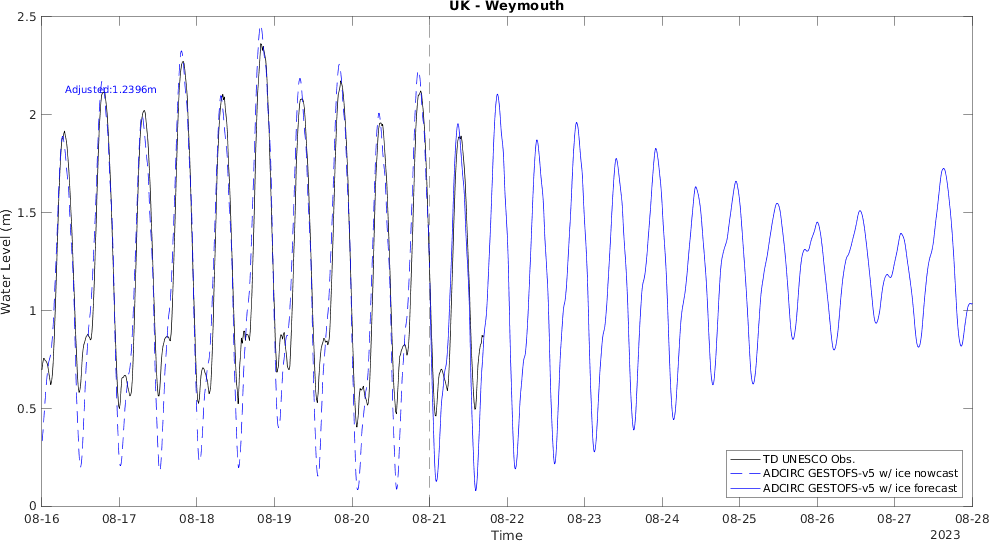 UK - Weymouth
2.5
Adjusted:1.2396m
2
1.5
Water Level (m)
1
0.5
0
TD UNESCO Obs.
ADCIRC GESTOFS-v5 w/ ice nowcast
ADCIRC GESTOFS-v5 w/ ice forecast
08-16 08-17 08-18 08-19 08-20 08-21 08-22 08-23 08-24 08-25 08-26 08-27 08-28
Time
2023